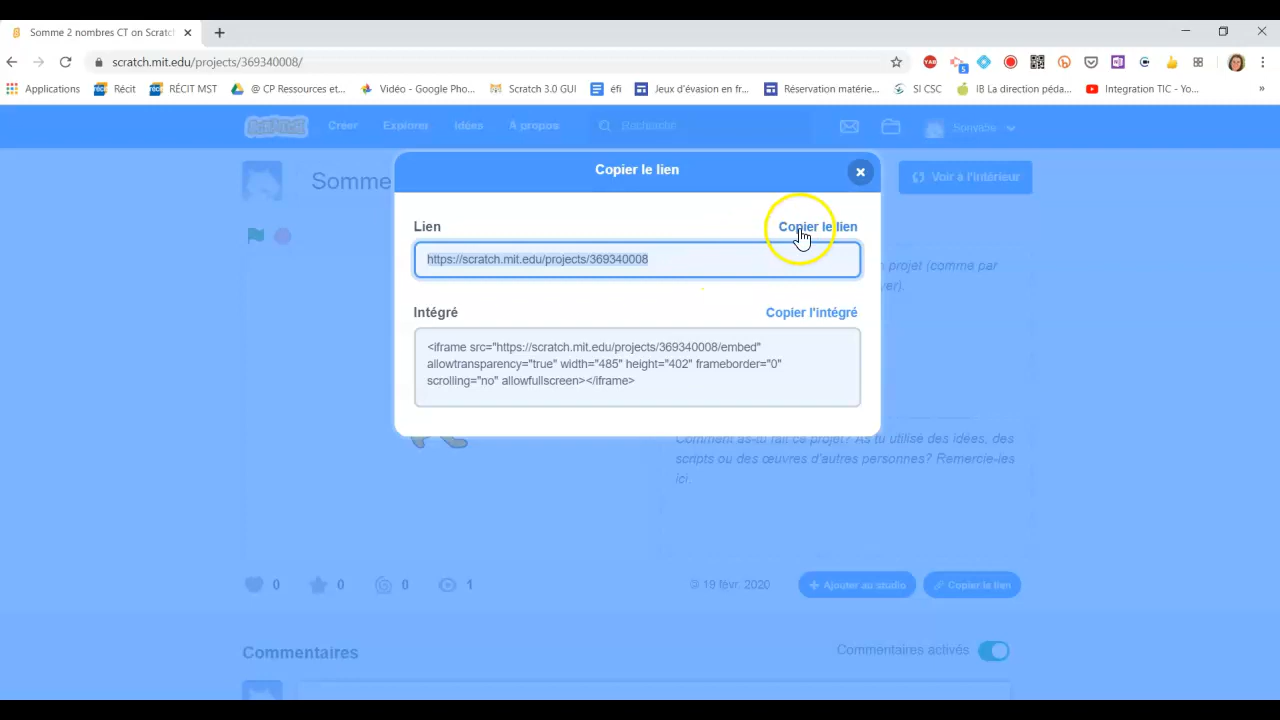 Somme 2 nombres CT on Scratc
scratch.mit.edu/projects/369340008/
Applications
Récit
RÉCIT MST
@ CP Ressources et...
Vidéo - Google Pho...
Scratch 3.0 GUI
éfi
Jeux d'évasion en fr...
Réservation matérie...
SI CSC
IB La direction péda...
Integration TIC - Yo...
SCRATCH
Créer
Explorer
Idées
À propos
Recherche
Somme
Voir à l'intérieur
Copier le lien
Lien
Copier le lien
https://scratch.mit.edu/projects/369340008
projet (comme par
Intégré
Copier l'intégré
<iframe src="https://scratch.mit.edu/projects/369340008/embed"
allowtransparency="true" width="485" height="402" frameborder="0"
scrolling="no" allowfullscreen></iframe>
Comment as-tu fait ce projet? As tu utilisé des idées, des
scripts ou des œuvres d'autres personnes? Remercie-les
ici.
0
0
0
1
19 févr. 2020
Ajouter au studio
Copier le lien
Commentaires
Commentaires activés